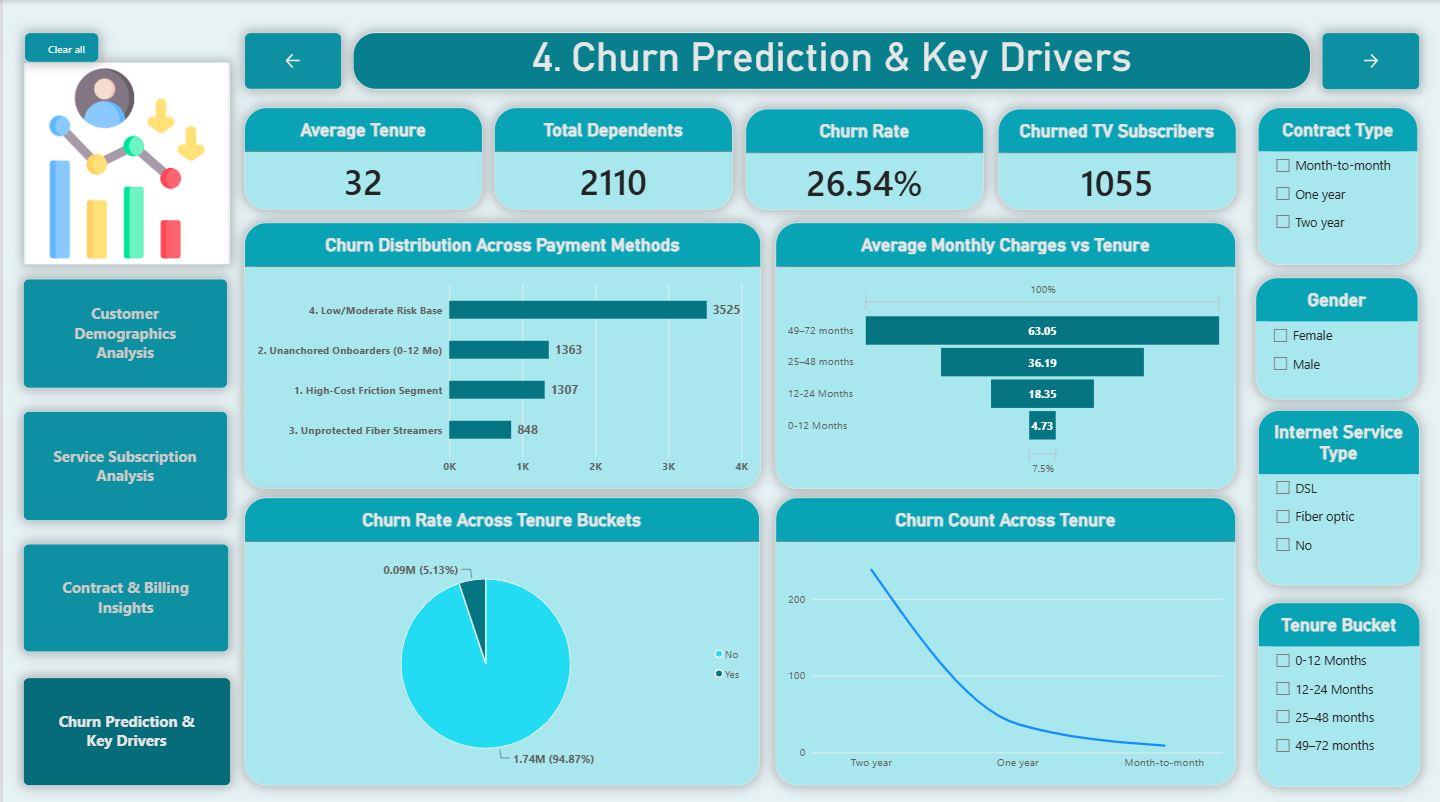 Clear all
←
4. Churn Prediction & Key Drivers
→
Average Tenure
32
Total Dependents
2110
Churn Rate
26.54%
Churned TV Subscribers
1055
Contract Type
Month-to-month
One year
Two year
Customer
Demographics
Analysis
Service Subscription
Analysis
Contract & Billing
Insights
Churn Prediction &
Key Drivers
Churn Distribution Across Payment Methods
4. Low/Moderate Risk Base
3525
2. Unanchored Onboarders (0-12 Mo)
1363
1. High-Cost Friction Segment
1307
3. Unprotected Fiber Streamers
848
0K 1K 2K 3K 4K
Average Monthly Charges vs Tenure
100%
49–72 months
63.05
25–48 months
36.19
12-24 Months
18.35
0-12 Months
4.73
7.5%
Gender
Female
Male
Internet Service
Type
DSL
Fiber optic
No
Churn Rate Across Tenure Buckets
0.09M (5.13%)
No
Yes
1.74M (94.87%)
Churn Count Across Tenure
200
100
0
Two year One year Month-to-month
Tenure Bucket
0-12 Months
12-24 Months
25–48 months
49–72 months